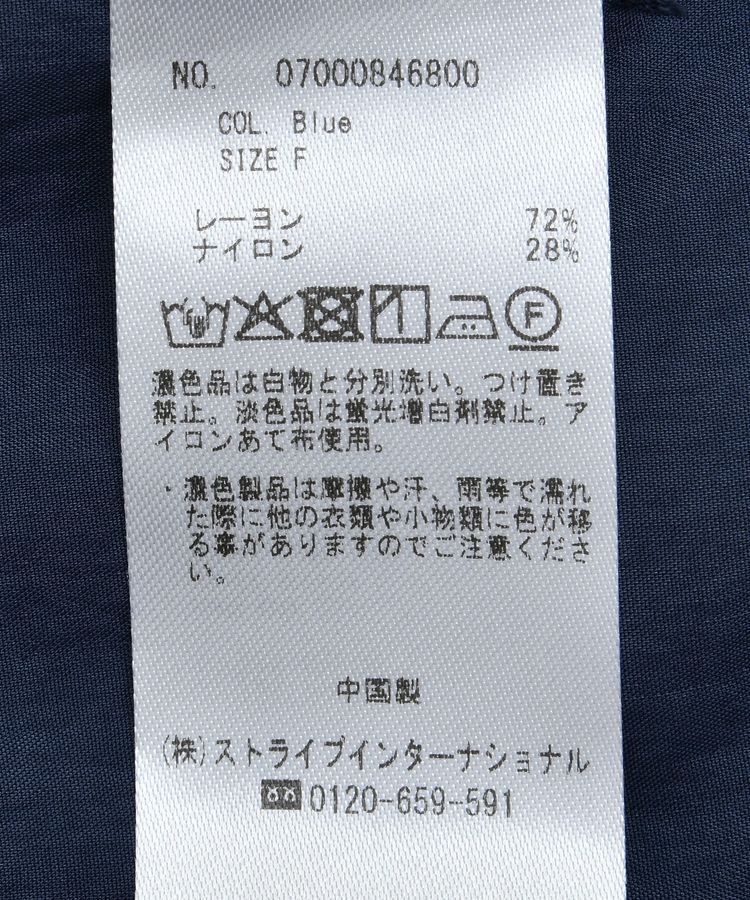 NO. 07000846800
COL. Blue
SIZE F
レーヨン 72%
ナイロン 28%
F
濃色品は白物と分別洗い。つけ置き
禁止。淡色品は蛍光増白剤禁止。ア
イロンあて布使用。
・濃色製品は摩擦や汗、雨等で濡れ
た際に他の衣類や小物類に色が移
る事がありますのでご注意くださ
い。
中国製
(株)ストライプインターナショナル
0120-659-591